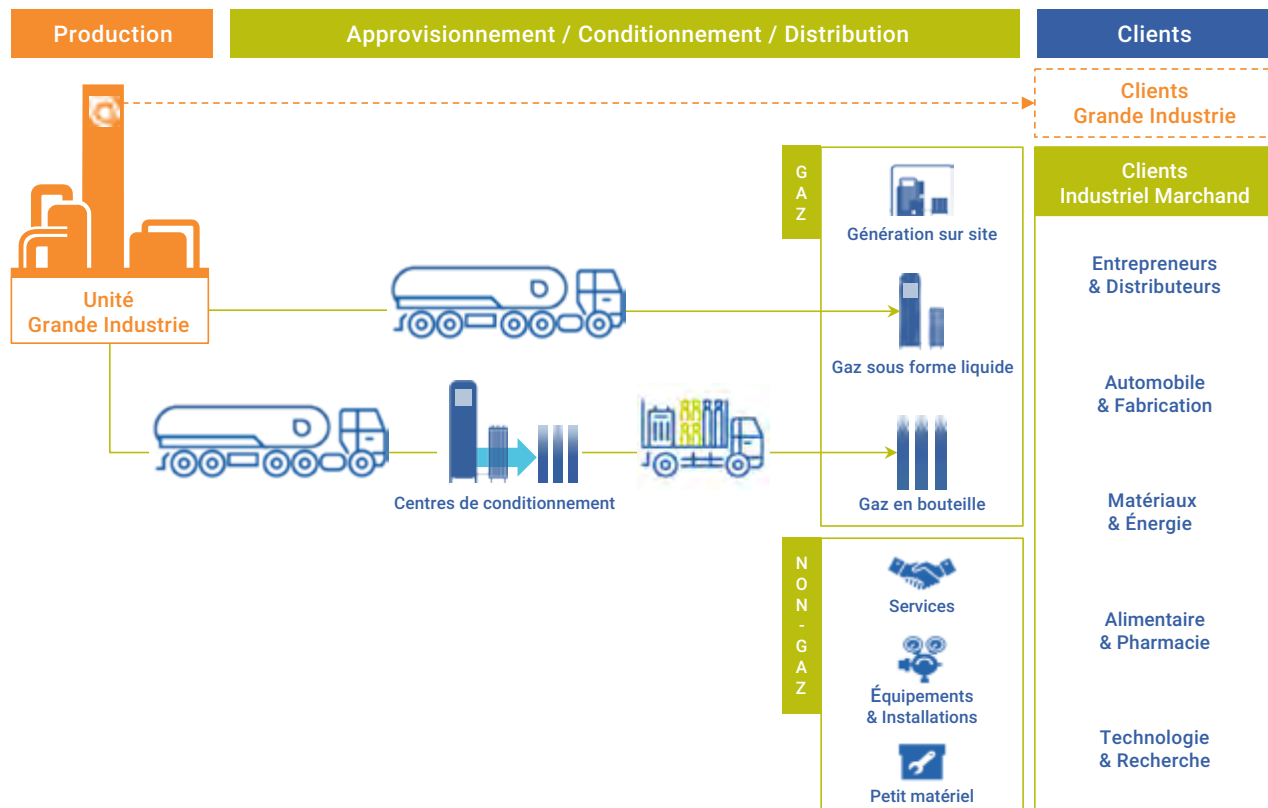 Production
Approvisionnement / Conditionnement / Distribution
Clients
Clients
Grande Industrie
Clients
Industriel Marchand
G
A
Z
Génération sur site
Unité
Grande Industrie
Gaz sous forme liquide
Centres de conditionnement
Gaz en bouteille
N
O
N
-
G
A
Z
Services
Équipements
& Installations
Petit matériel
Entrepreneurs
& Distributeurs
Automobile
& Fabrication
Matériaux
& Énergie
Alimentaire
& Pharmacie
Technologie
& Recherche